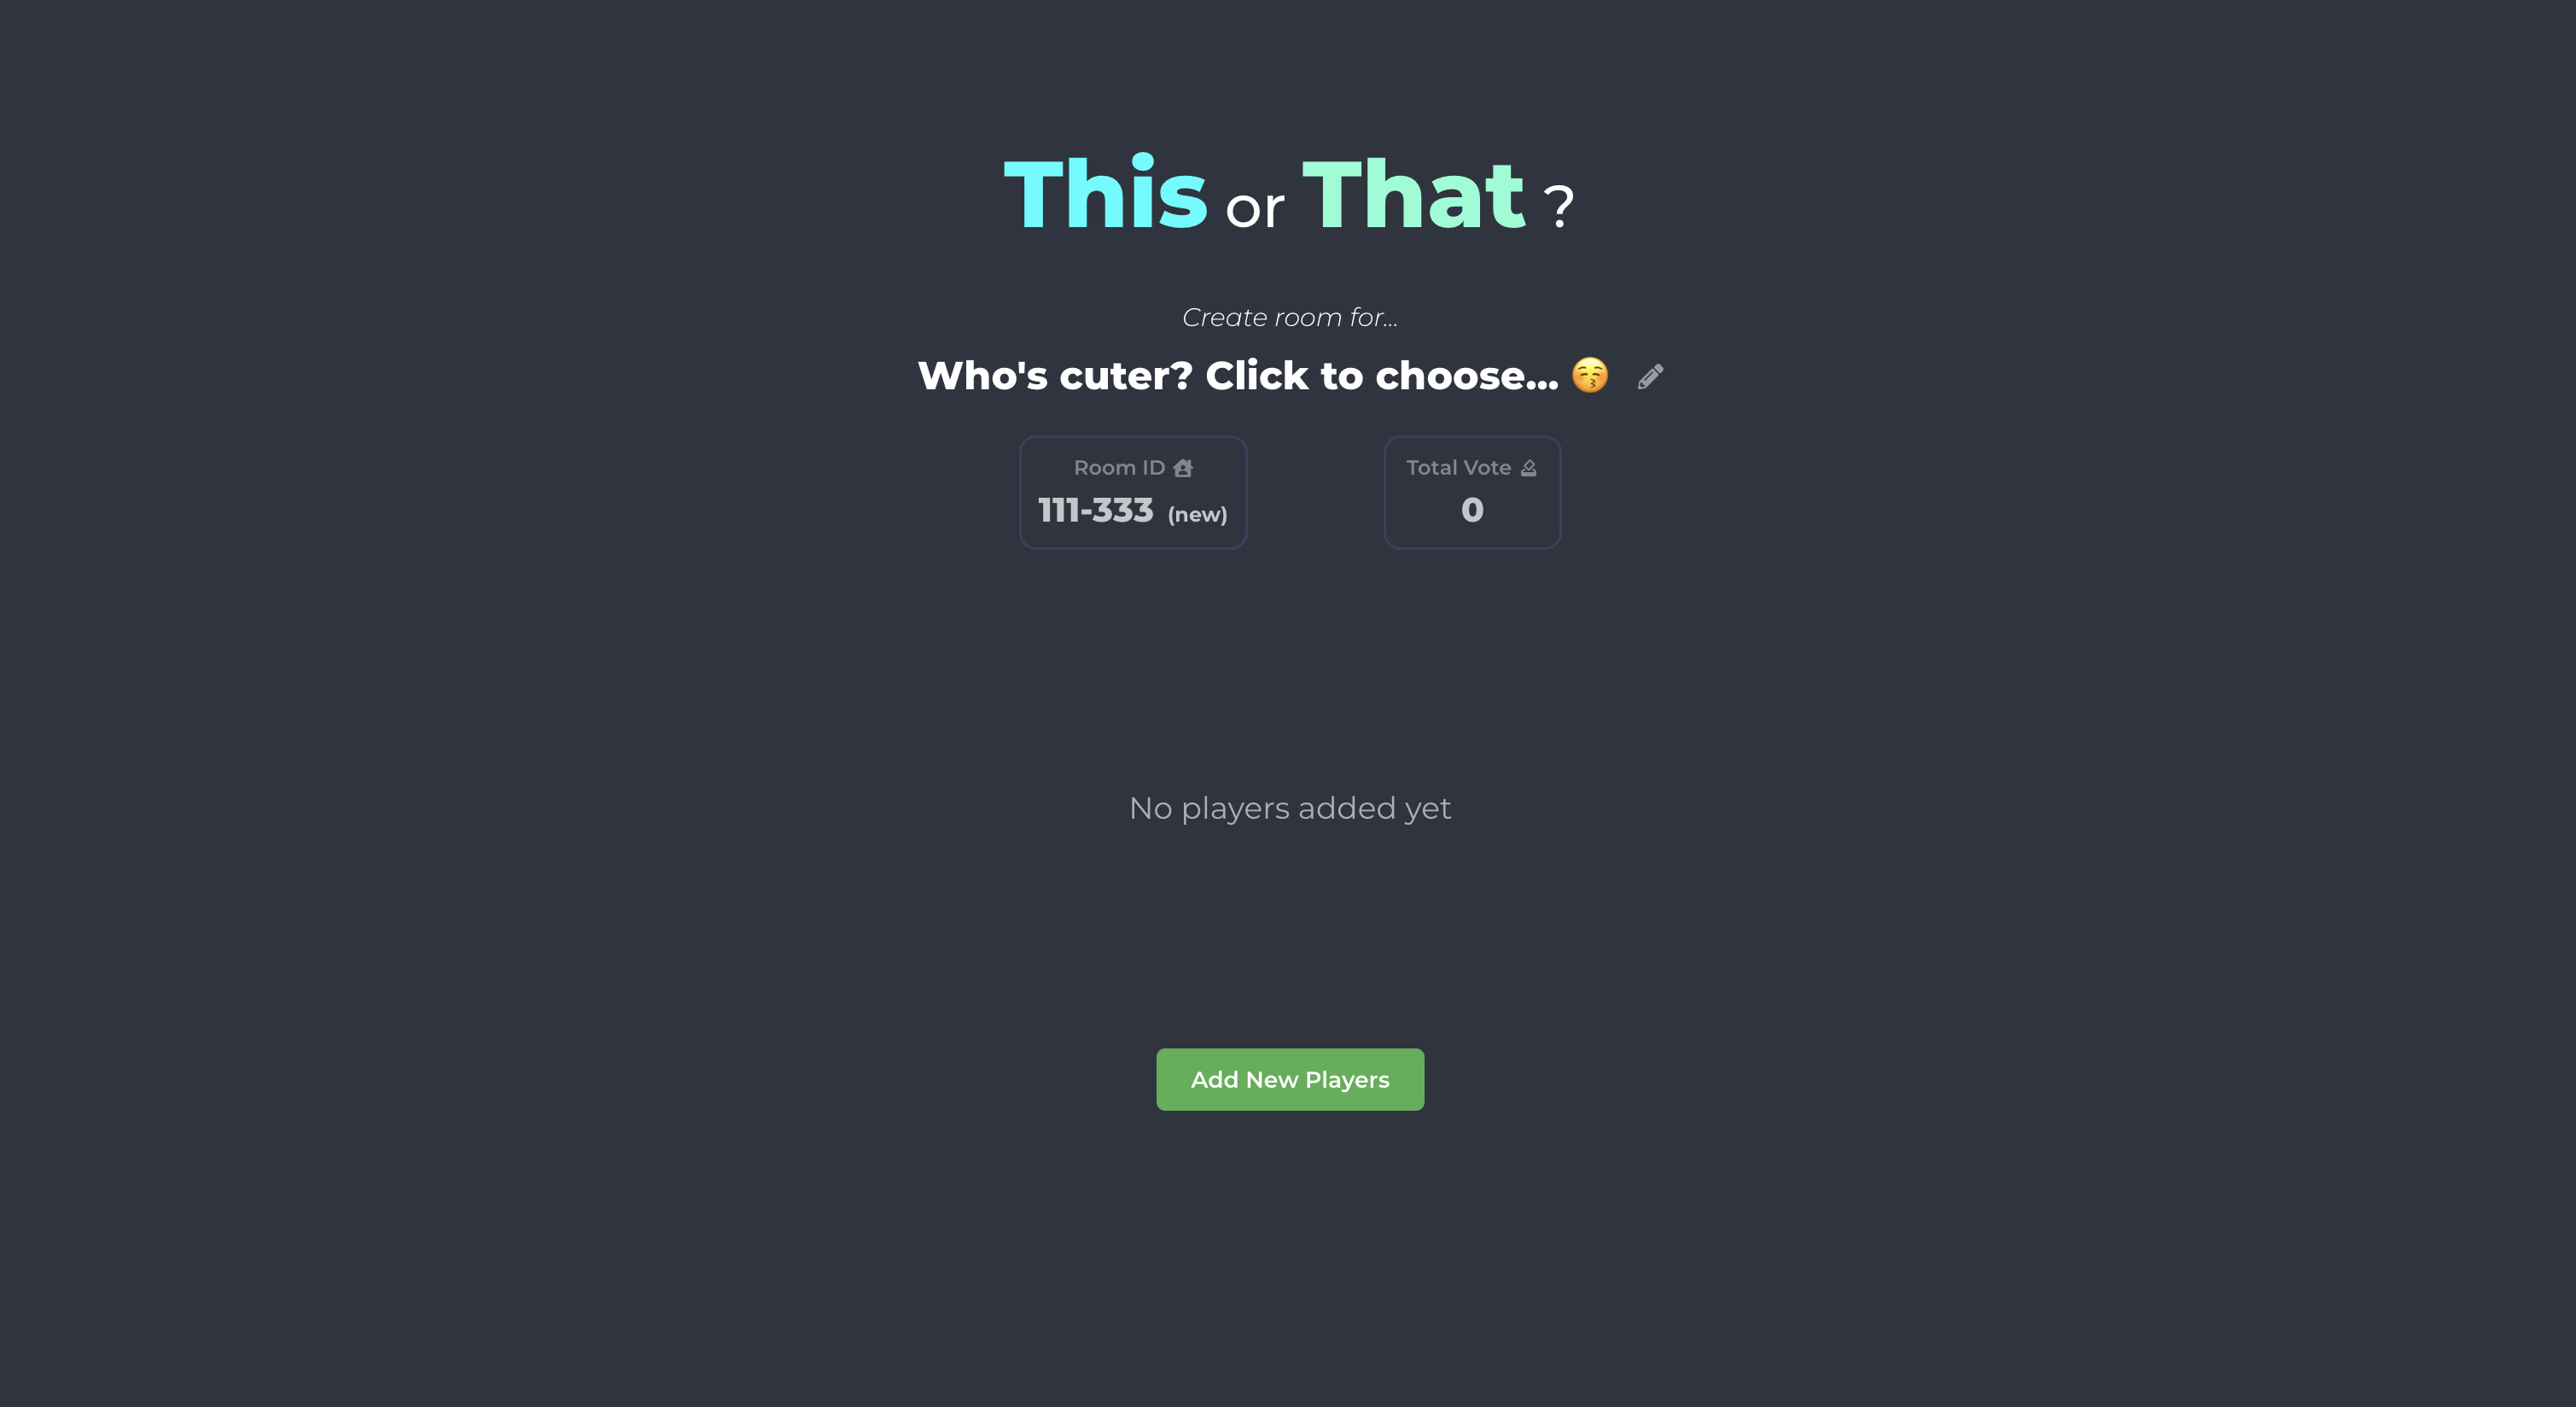 This or That ?
Create room for...
Who's cuter? Click to choose... 😚
Room ID
111-333 (new)
Total Vote
0
No players added yet
Add New Players